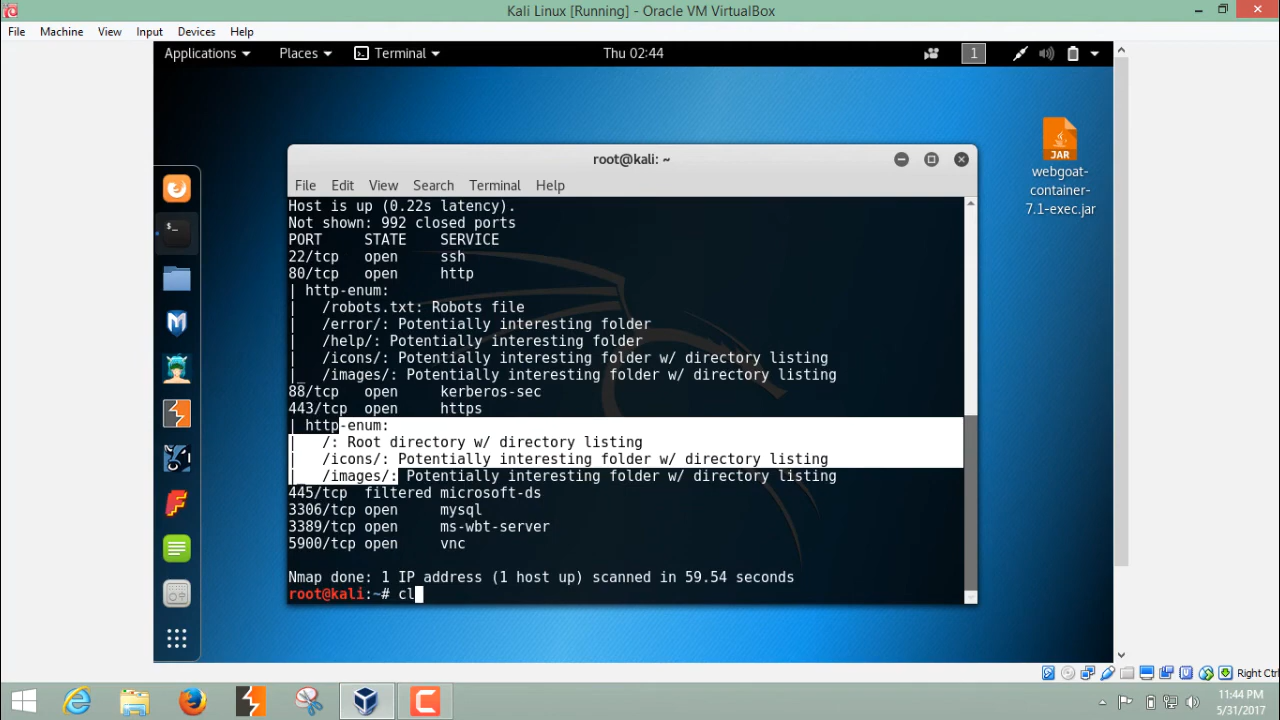 Kali Linux [Running] - Oracle VM VirtualBox
File Machine View Input Devices Help
Applications Places Terminal Thu 02:44 1
JAR
webgoat-
container-
7.1-exec.jar
root@kali: ~
File Edit View Search Terminal Help
Host is up (0.22s latency).
Not shown: 992 closed ports
PORT STATE SERVICE
22/tcp open ssh
80/tcp open http
| http-enum:
| /robots.txt: Robots file
| /error/: Potentially interesting folder
| /help/: Potentially interesting folder
| /icons/: Potentially interesting folder w/ directory listing
|_ /images/: Potentially interesting folder w/ directory listing
88/tcp open kerberos-sec
443/tcp open https
| http-enum:
| /: Root directory w/ directory listing
| /icons/: Potentially interesting folder w/ directory listing
|_ /images/: Potentially interesting folder w/ directory listing
445/tcp filtered microsoft-ds
3306/tcp open mysql
3389/tcp open ms-wbt-server
5900/tcp open vnc
Nmap done: 1 IP address (1 host up) scanned in 59.54 seconds
root@kali:~# cl
Right Ctrl
11:44 PM
5/31/2017